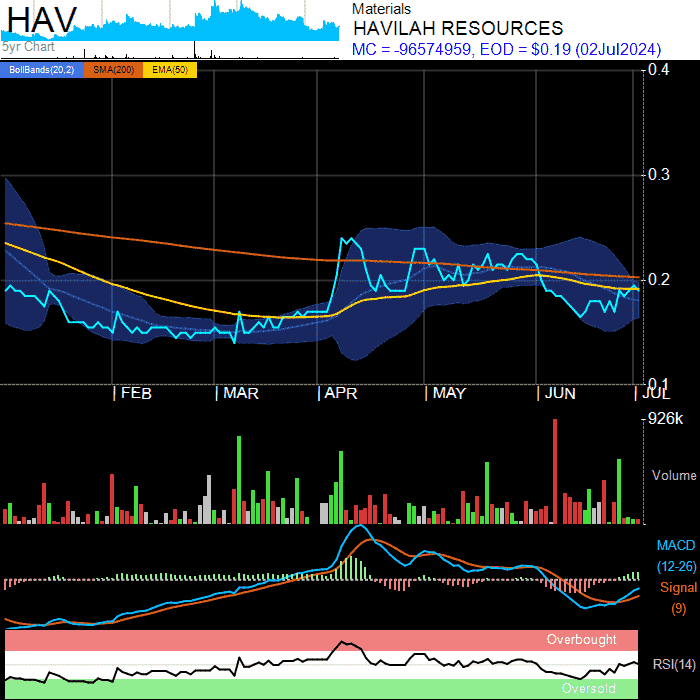 HAV
5yr Chart
Materials
HAVILAH RESOURCES
MC = -96574959, EOD = $0.19 (02Jul2024)
BollBands(20,2) SMA(200) EMA(50)
0.4
0.3
0.2
0.1
FEB MAR APR MAY JUN JUL
926k
Volume
MACD
(12-26)
Signal
(9)
Overbought
RSI(14)
Oversold